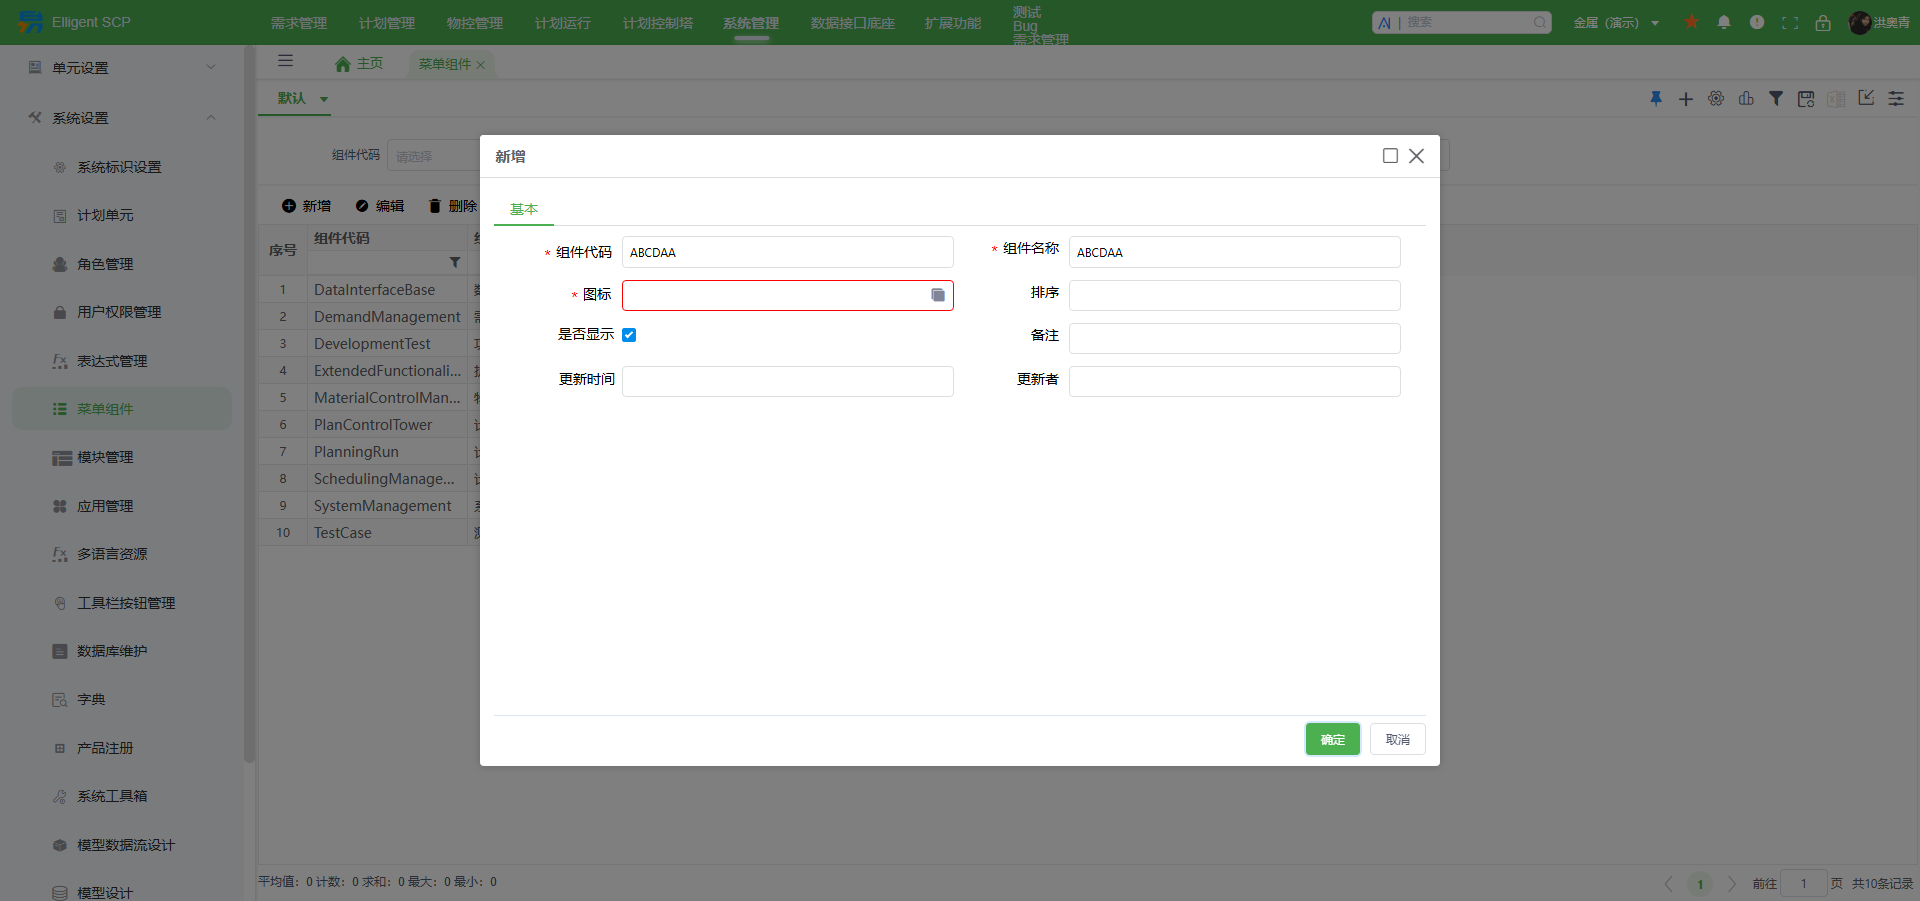 Elligent SCP
需求管理
计划管理
物控管理
计划运行
计划控制塔
系统管理
数据接口底座
扩展功能
测试
Bug
需求管理
AI | 搜索
金属（演示）
洪奥青
单元设置
系统设置
系统标识设置
计划单元
角色管理
用户权限管理
表达式管理
菜单组件
模块管理
应用管理
多语言资源
工具栏按钮管理
数据库维护
字典
产品注册
系统工具箱
模型数据流设计
模型设计
主页
菜单组件
默认
组件代码 请选择
新增 编辑 删除
序号 组件代码
1 DataInterfaceBase
2 DemandManagement
3 DevelopmentTest
4 ExtendedFunctionali...
5 MaterialControlMan...
6 PlanControlTower
7 PlanningRun
8 SchedulingManage...
9 SystemManagement
10 TestCase
新增
基本
* 组件代码 ABCDAA
* 组件名称 ABCDAA
* 图标
排序
是否显示
备注
更新时间
更新者
确定 取消
平均值：0 计数：0 求和：0 最大：0 最小：0
1 前往 1 页 共10条记录